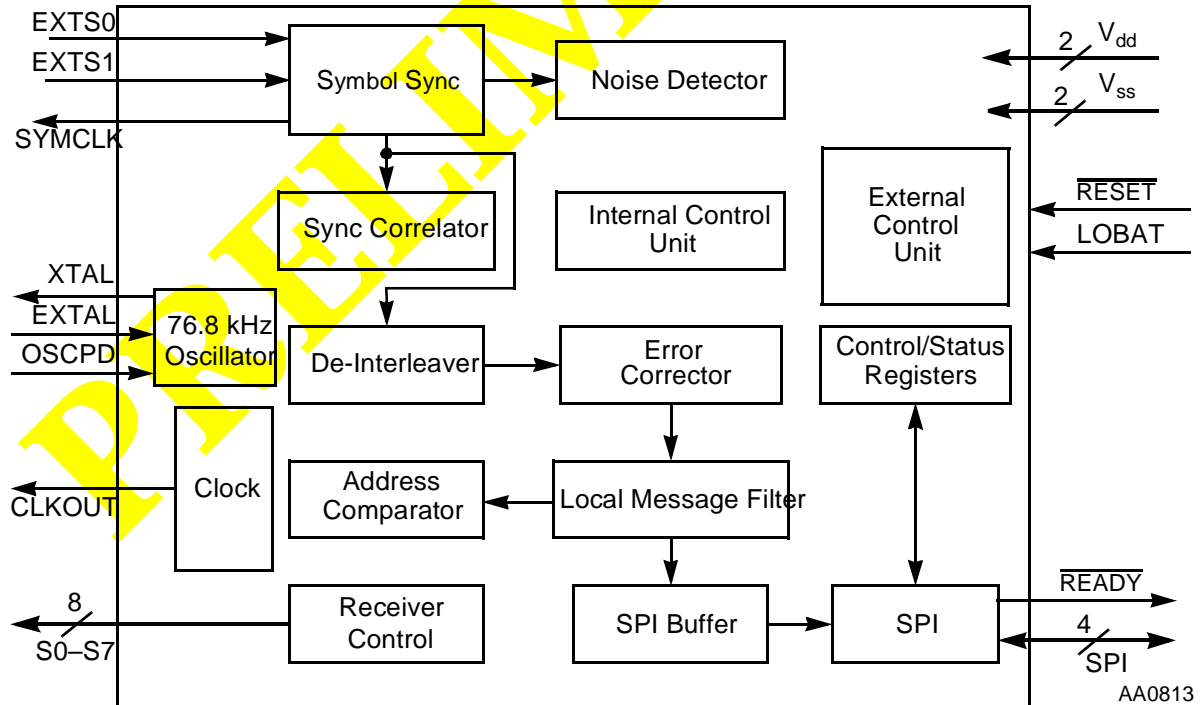 EXTS0
EXTS1
SYMCLK
Symbol Sync
Noise Detector
2
Vdd
2
Vss
Sync Correlator
Internal Control
Unit
External
Control
Unit
RESET
LOBAT
XTAL
EXTAL
OSCPD
76.8 kHz
Oscillator
De-Interleaver
Error
Corrector
Control/Status
Registers
Clock
CLKOUT
Address
Comparator
Local Message Filter
8
S0–S7
Receiver
Control
SPI Buffer
SPI
READY
4
SPI
AA0813
PRELIM